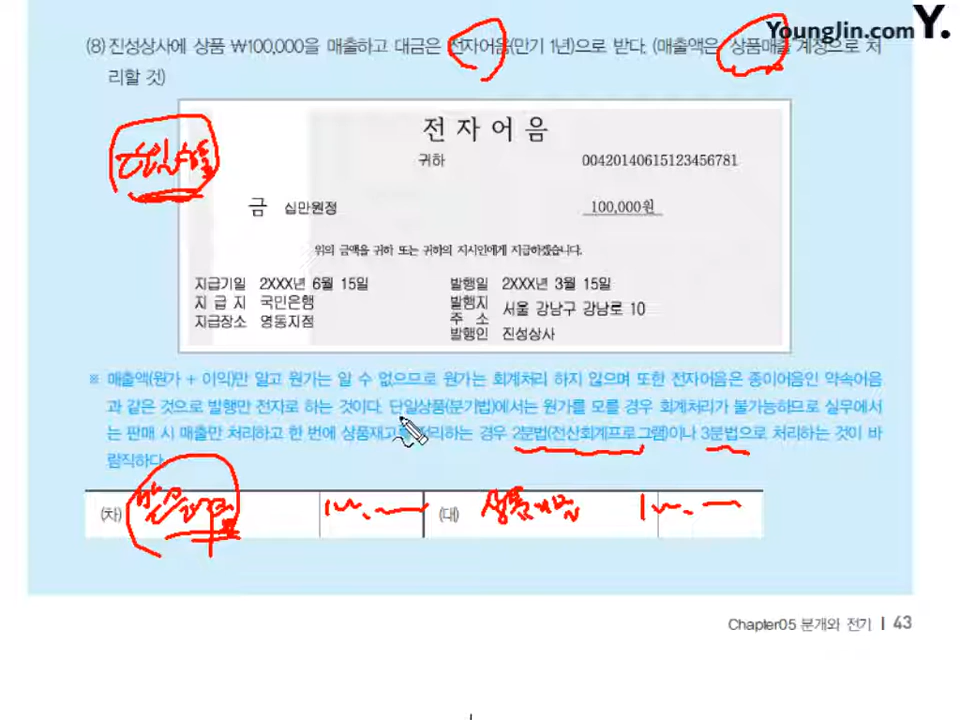 Younglin.com Y.
(8) 진성상사에 상품 ₩100,000을 매출하고 대금은 전자어음(만기 1년)으로 받다. (매출액은 상품매출 계정으로 처
리할 것)
전 자 어 음
귀하 00420140615123456781
금 십만원정 100,000원
위의 금액을 귀하 또는 귀하의 지시인에게 지급하겠습니다.
지급기일 2XXX년 6월 15일 발행일 2XXX년 3월 15일
지 급 지 국민은행 발행지 서울 강남구 강남로 10
주 소
지급장소 영동지점 발행인 진성상사
※ 매출액(원가 + 이익)만 알고 원가는 알 수 없으므로 원가는 회계처리 하지 않으며 또한 전자어음은 종이어음인 약속어음
과 같은 것으로 발행만 전자로 하는 것이다. 단일상품(분기법)에서는 원가를 모를 경우 회계처리가 불가능하므로 실무에서
는 판매 시 매출만 처리하고 한 번에 상품재고를 처리하는 경우 2분법(전산회계프로그램)이나 3분법으로 처리하는 것이 바
람직하다.
(차) (대) 상품매출
Chapter05 분개와 전기 | 43